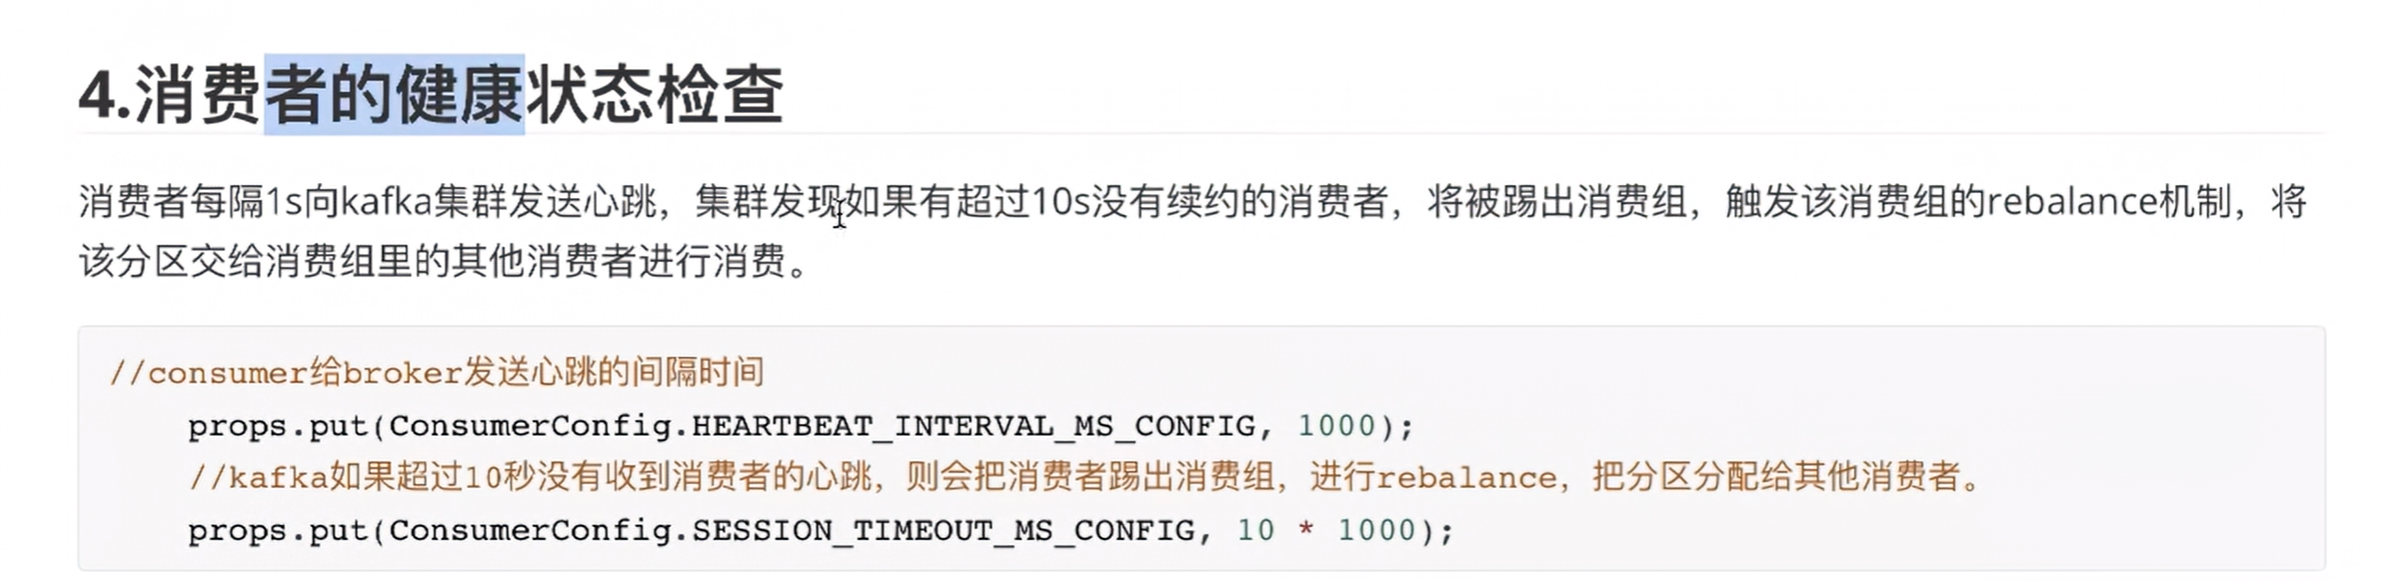 4.消费者的健康状态检查
消费者每隔1s向kafka集群发送心跳，集群发现如果有超过10s没有续约的消费者，将被踢出消费组，触发该消费组的rebalance机制，将
该分区交给消费组里的其他消费者进行消费。
//consumer给broker发送心跳的间隔时间
props.put(ConsumerConfig.HEARTBEAT_INTERVAL_MS_CONFIG, 1000);
//kafka如果超过10秒没有收到消费者的心跳，则会把消费者踢出消费组，进行rebalance，把分区分配给其他消费者。
props.put(ConsumerConfig.SESSION_TIMEOUT_MS_CONFIG, 10 * 1000);